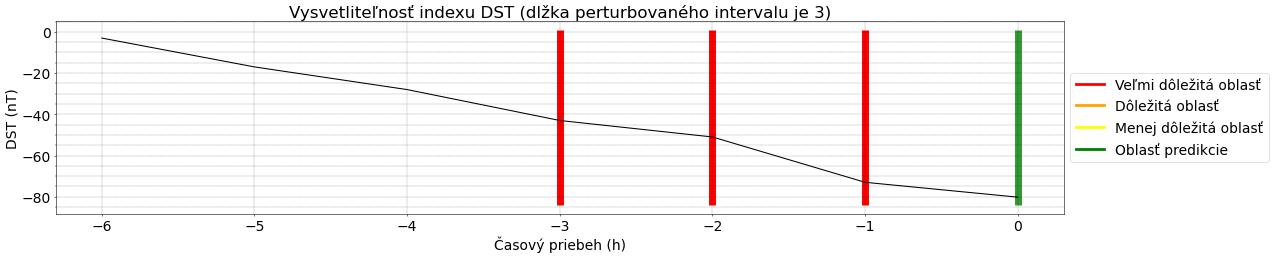 Vysvetliteľnosť indexu DST (dĺžka perturbovaného intervalu je 3)
DST (nT)
0
−20
−40
−60
−80
−6
−5
−4
−3
−2
−1
0
Časový priebeh (h)
Veľmi dôležitá oblasť
Dôležitá oblasť
Menej dôležitá oblasť
Oblasť predikcie